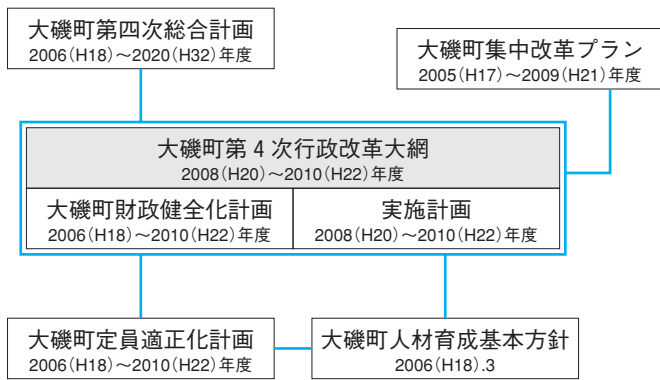 大磯町第四次総合計画
2006(H18)〜2020(H32)年度
大磯町集中改革プラン
2005(H17)〜2009(H21)年度
大磯町第4次行政改革大綱
2008(H20)〜2010(H22)年度
大磯町財政健全化計画
2006(H18)〜2010(H22)年度
実施計画
2008(H20)〜2010(H22)年度
大磯町定員適正化計画
2006(H18)〜2010(H22)年度
大磯町人材育成基本方針
2006(H18).3